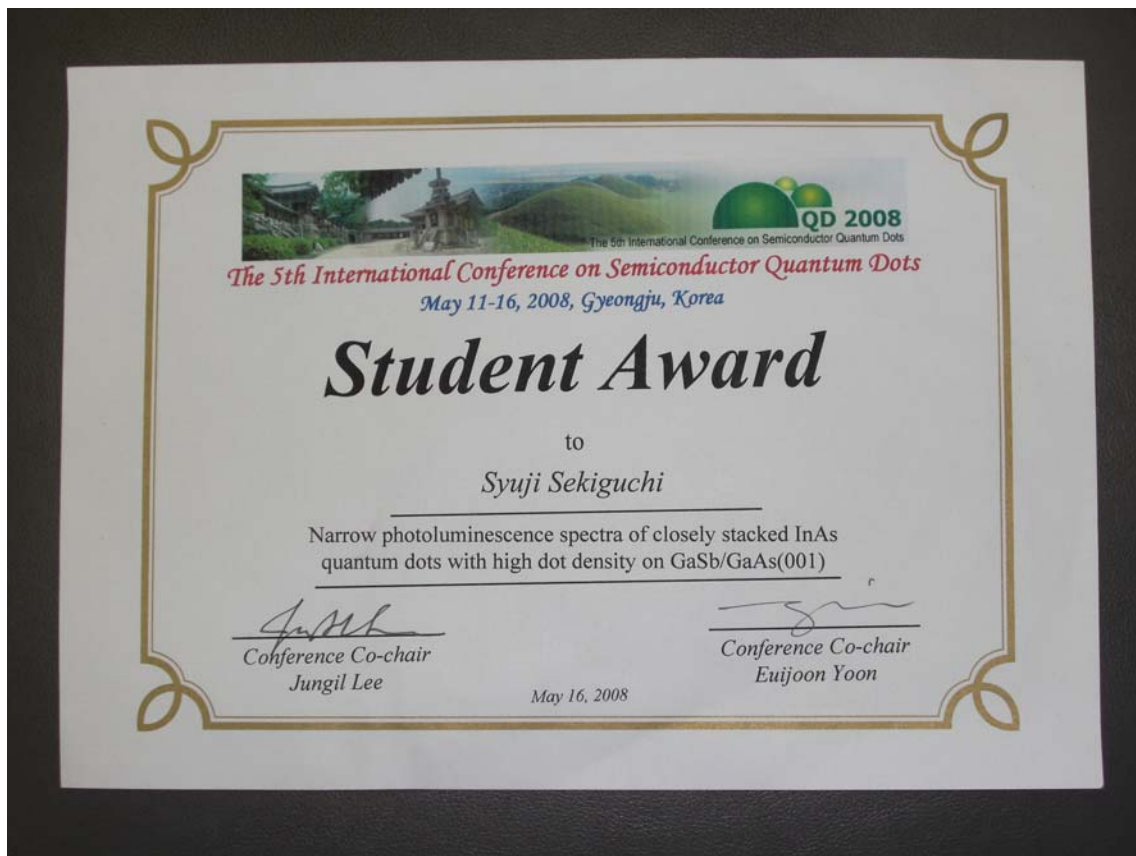 QD 2008
The 5th International Conference on Semiconductor Quantum Dots
The 5th International Conference on Semiconductor Quantum Dots
May 11-16, 2008, Gyeongju, Korea
Student Award
to
Syuji Sekiguchi
Narrow photoluminescence spectra of closely stacked InAs
quantum dots with high dot density on GaSb/GaAs(001)
Conference Co-chair
Jungil Lee
Conference Co-chair
Euijoon Yoon
May 16, 2008